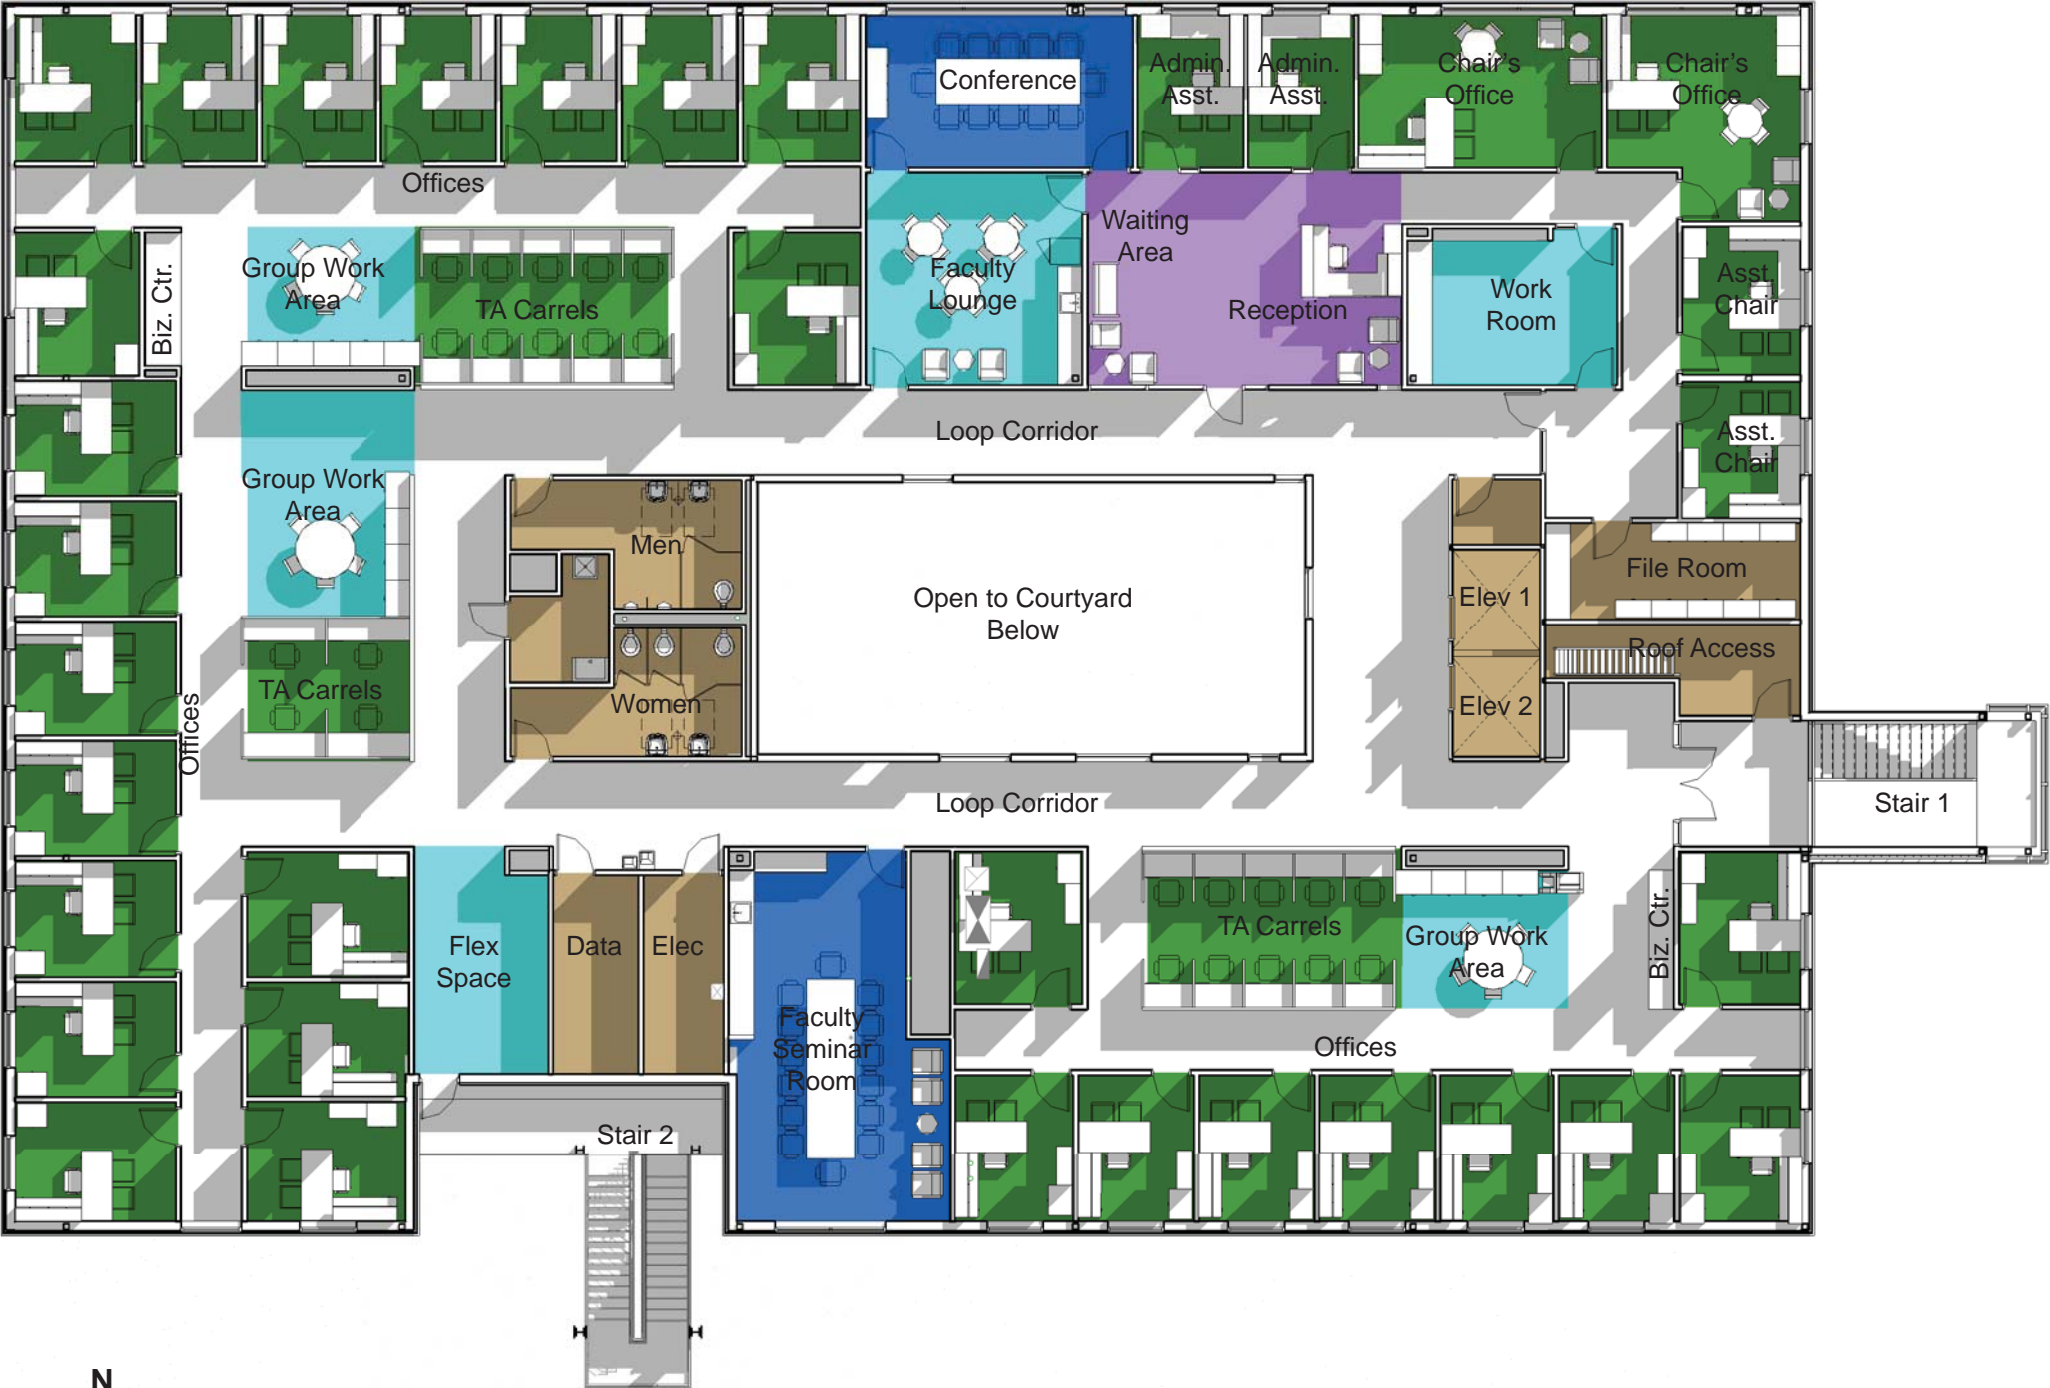 Conference
Admin.
Asst.
Admin.
Asst.
Chair's
Office
Chair's
Office
Offices
Waiting
Area
Group Work
Area
Biz. Ctr.
TA Carrels
Faculty
Lounge
Reception
Work
Room
Asst.
Chair
Loop Corridor
Asst.
Chair
Group Work
Area
Men
Open to Courtyard
Below
Elev 1
File Room
Roof Access
TA Carrels
Offices
Women
Elev 2
Loop Corridor
Stair 1
Flex
Space
Data
Elec
TA Carrels
Group Work
Area
Biz. Ctr.
Faculty
Seminar
Room
Offices
Stair 2
N